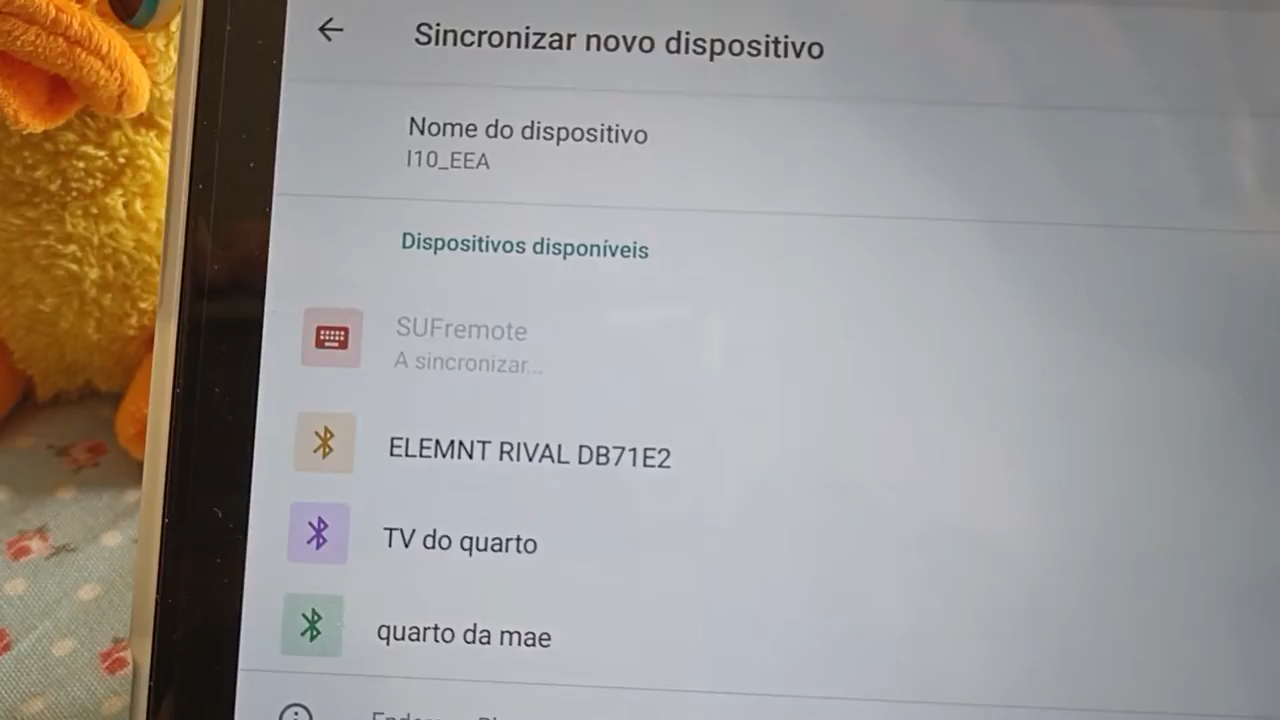 Sincronizar novo dispositivo
Nome do dispositivo
I10_EEA
Dispositivos disponíveis
SUFremote
A sincronizar...
ELEMNT RIVAL DB71E2
TV do quarto
quarto da mae